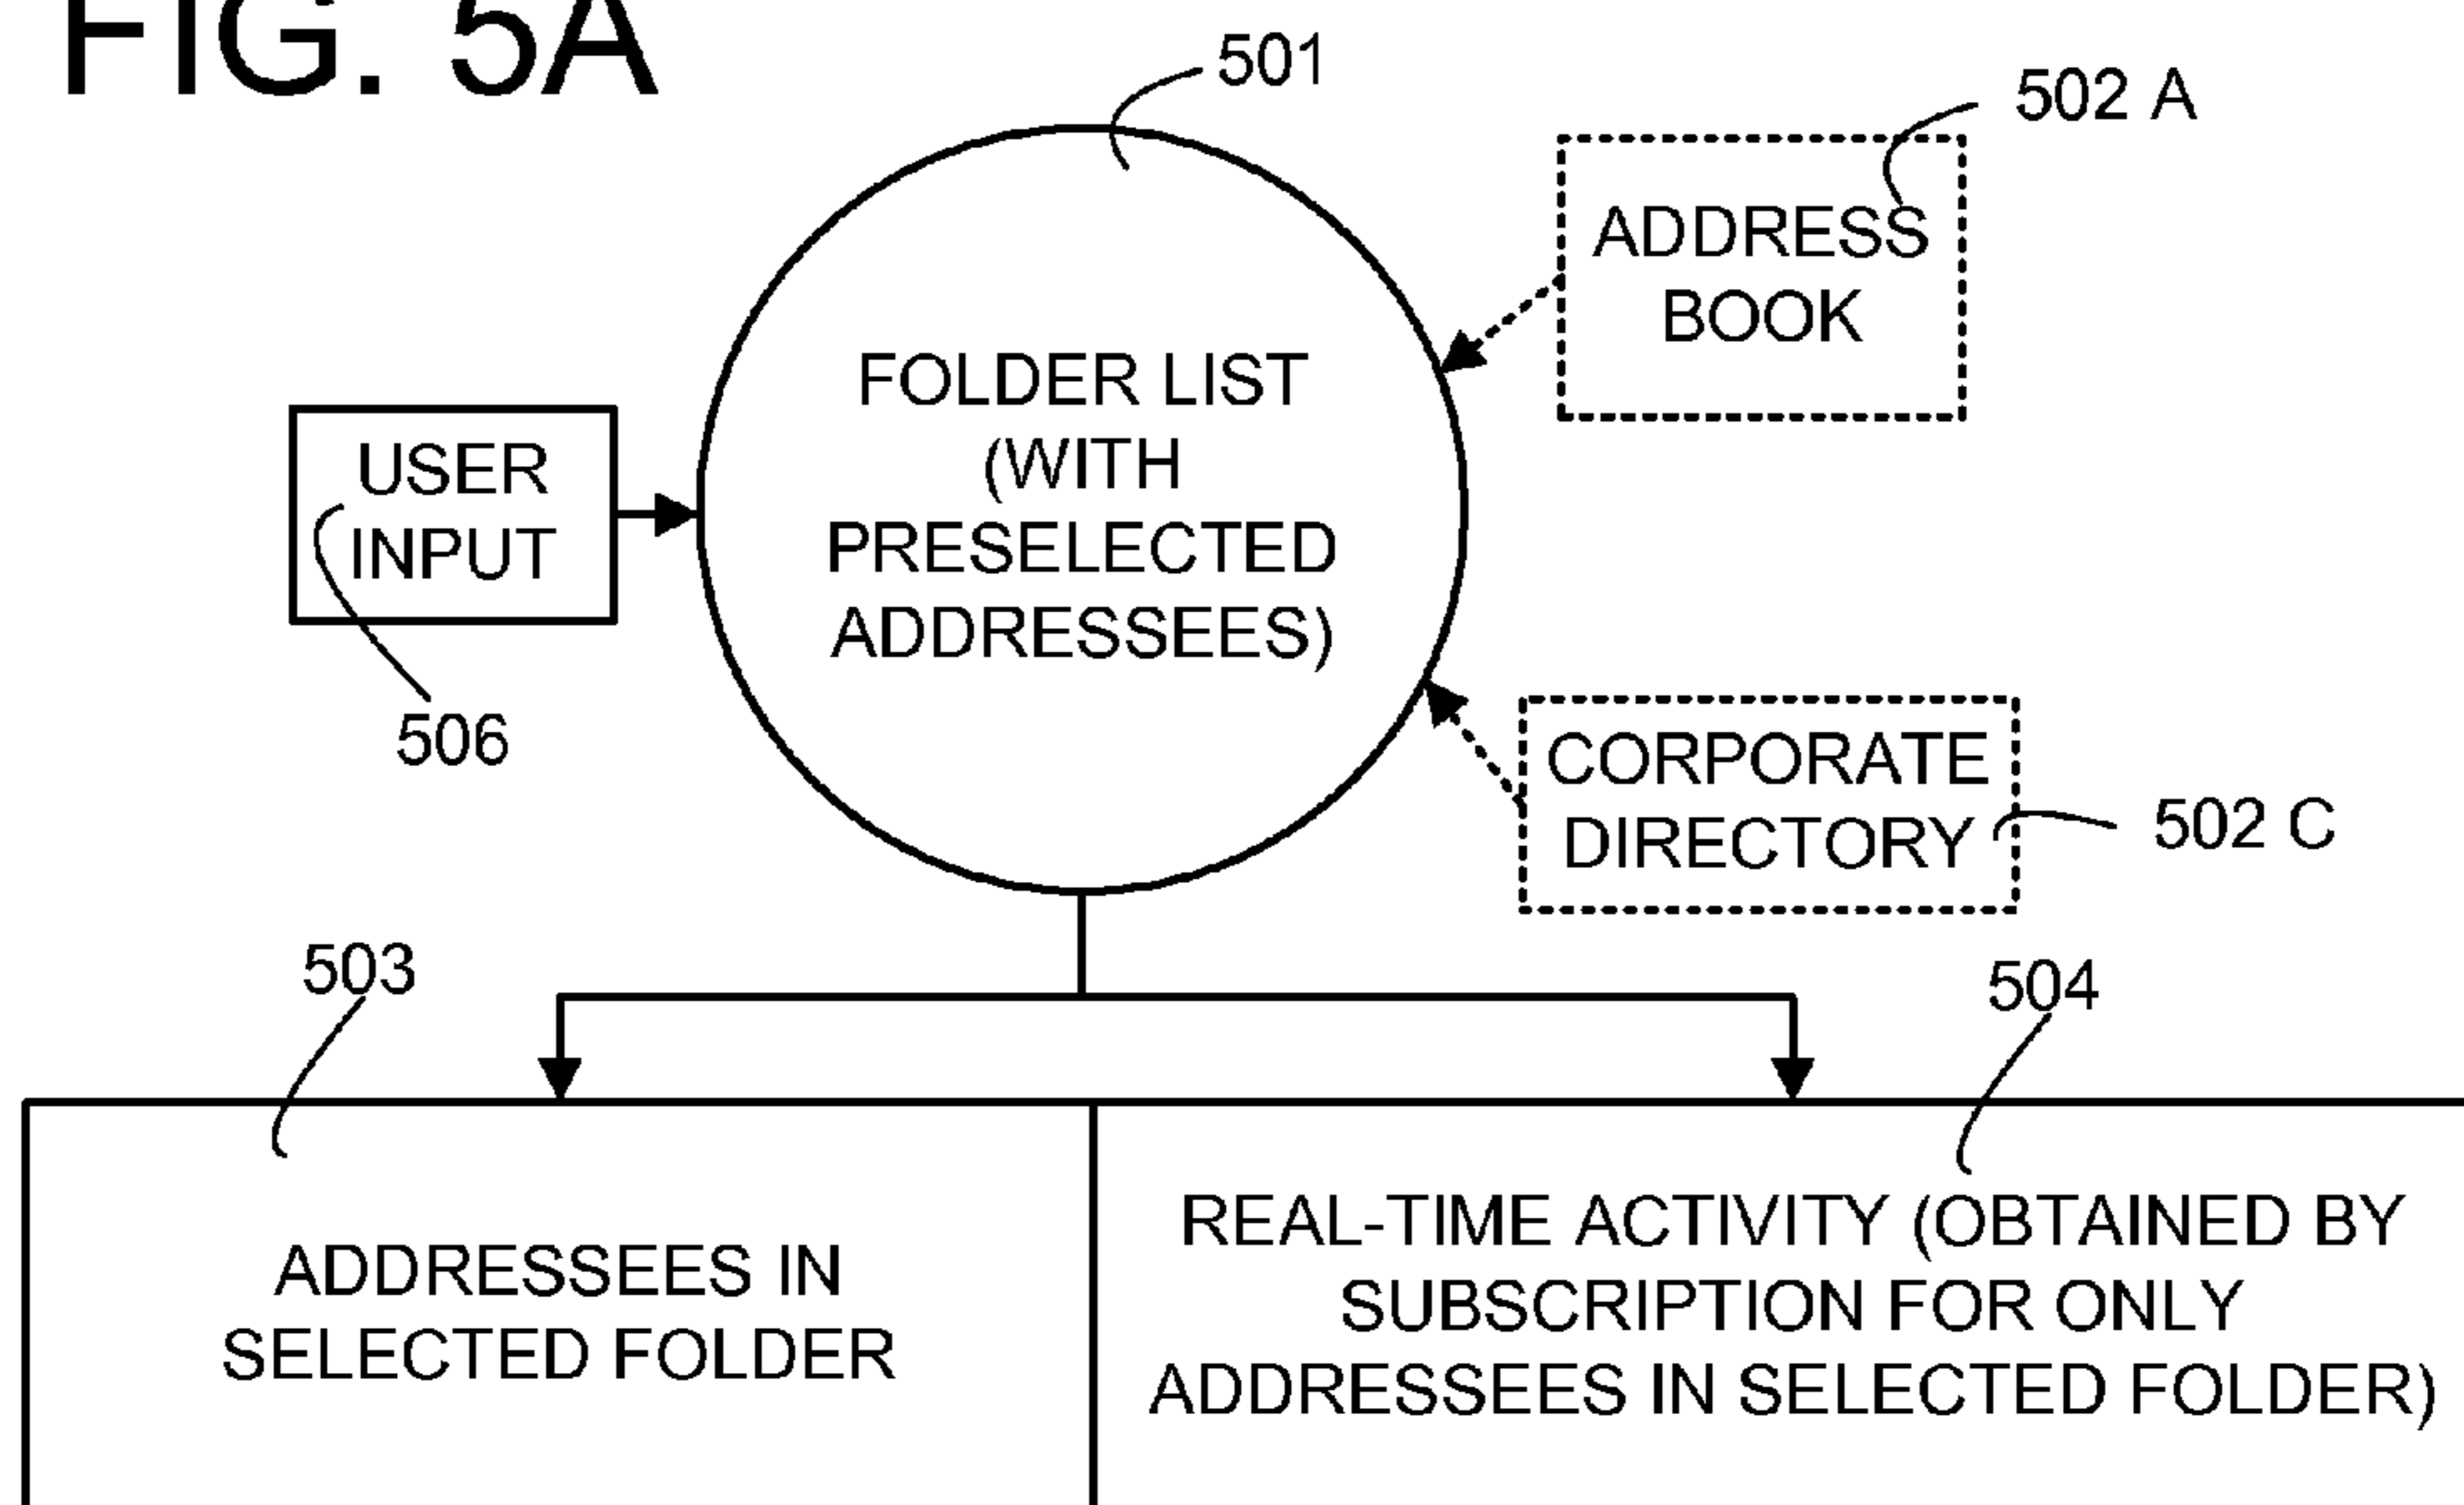 FIG. 5A
501
502 A
ADDRESS
BOOK
FOLDER LIST
(WITH
PRESELECTED
ADDRESSEES)
USER
INPUT
506
CORPORATE
DIRECTORY
502 C
503
504
ADDRESSEES IN
SELECTED FOLDER
REAL-TIME ACTIVITY (OBTAINED BY
SUBSCRIPTION FOR ONLY
ADDRESSEES IN SELECTED FOLDER)